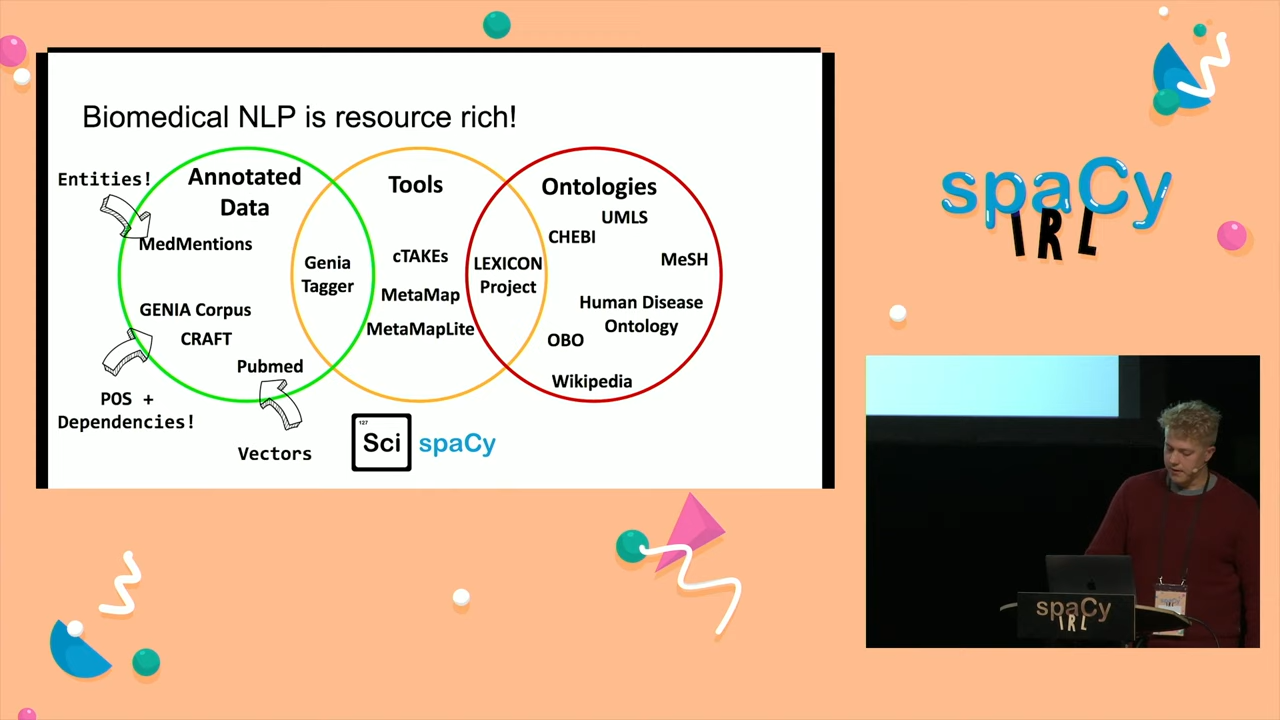 Biomedical NLP is resource rich!
Entities!
Annotated
Data
MedMentions
GENIA Corpus
CRAFT
Pubmed
POS +
Dependencies!
Vectors
Genia
Tagger
Tools
cTAKEs
MetaMap
MetaMapLite
LEXICON
Project
Ontologies
UMLS
CHEBI
MeSH
Human Disease
Ontology
OBO
Wikipedia
127
Sci spaCy
spaCy
IRL
spaCy
IRL